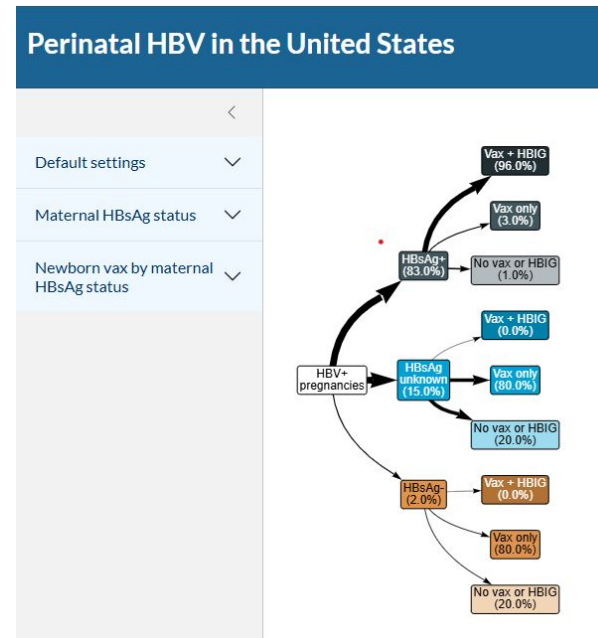 Perinatal HBV in the United States
Default settings
Maternal HBsAg status
Newborn vax by maternal
HBsAg status
HBV+
pregnancies
HBsAg+
(83.0%)
Vax + HBIG
(96.0%)
Vax only
(3.0%)
No vax or HBIG
(1.0%)
HBsAg
unknown
(15.0%)
Vax + HBIG
(0.0%)
Vax only
(80.0%)
No vax or HBIG
(20.0%)
HBsAg-
(2.0%)
Vax + HBIG
(0.0%)
Vax only
(80.0%)
No vax or HBIG
(20.0%)